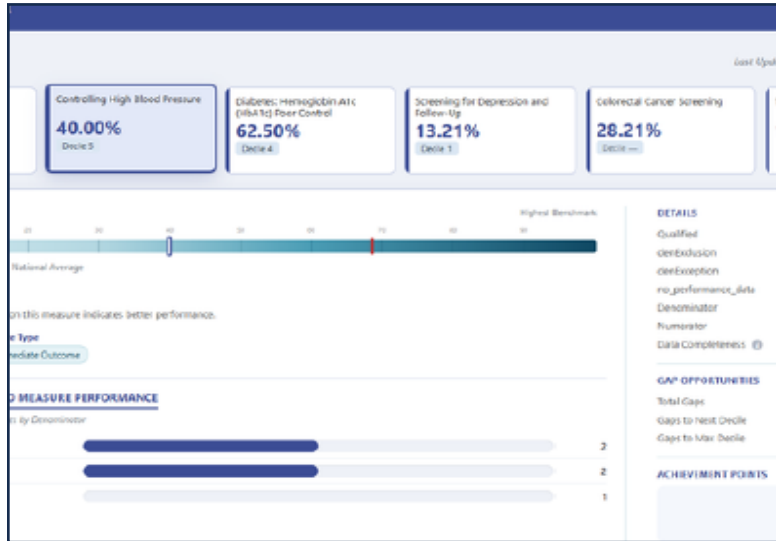 Last Upd
Controlling High Blood Pressure
40.00%
Decile 5
Diabetes: Hemoglobin A1c
(HbA1c) Poor Control
62.50%
Decile 4
Screening for Depression and
Follow-Up
13.21%
Decile 1
Colorectal Cancer Screening
28.21%
Decile —
Highest Benchmark
20 30 40 50 60 70 80 90
National Average
on this measure indicates better performance.
e Type
mediate Outcome
O MEASURE PERFORMANCE
by Denominator
2
2
1
DETAILS
Qualified
denExclusion
denException
no_performance_data
Denominator
Numerator
Data Completeness
GAP OPPORTUNITIES
Total Gaps
Gaps to Next Decile
Gaps to Max Decile
ACHIEVEMENT POINTS